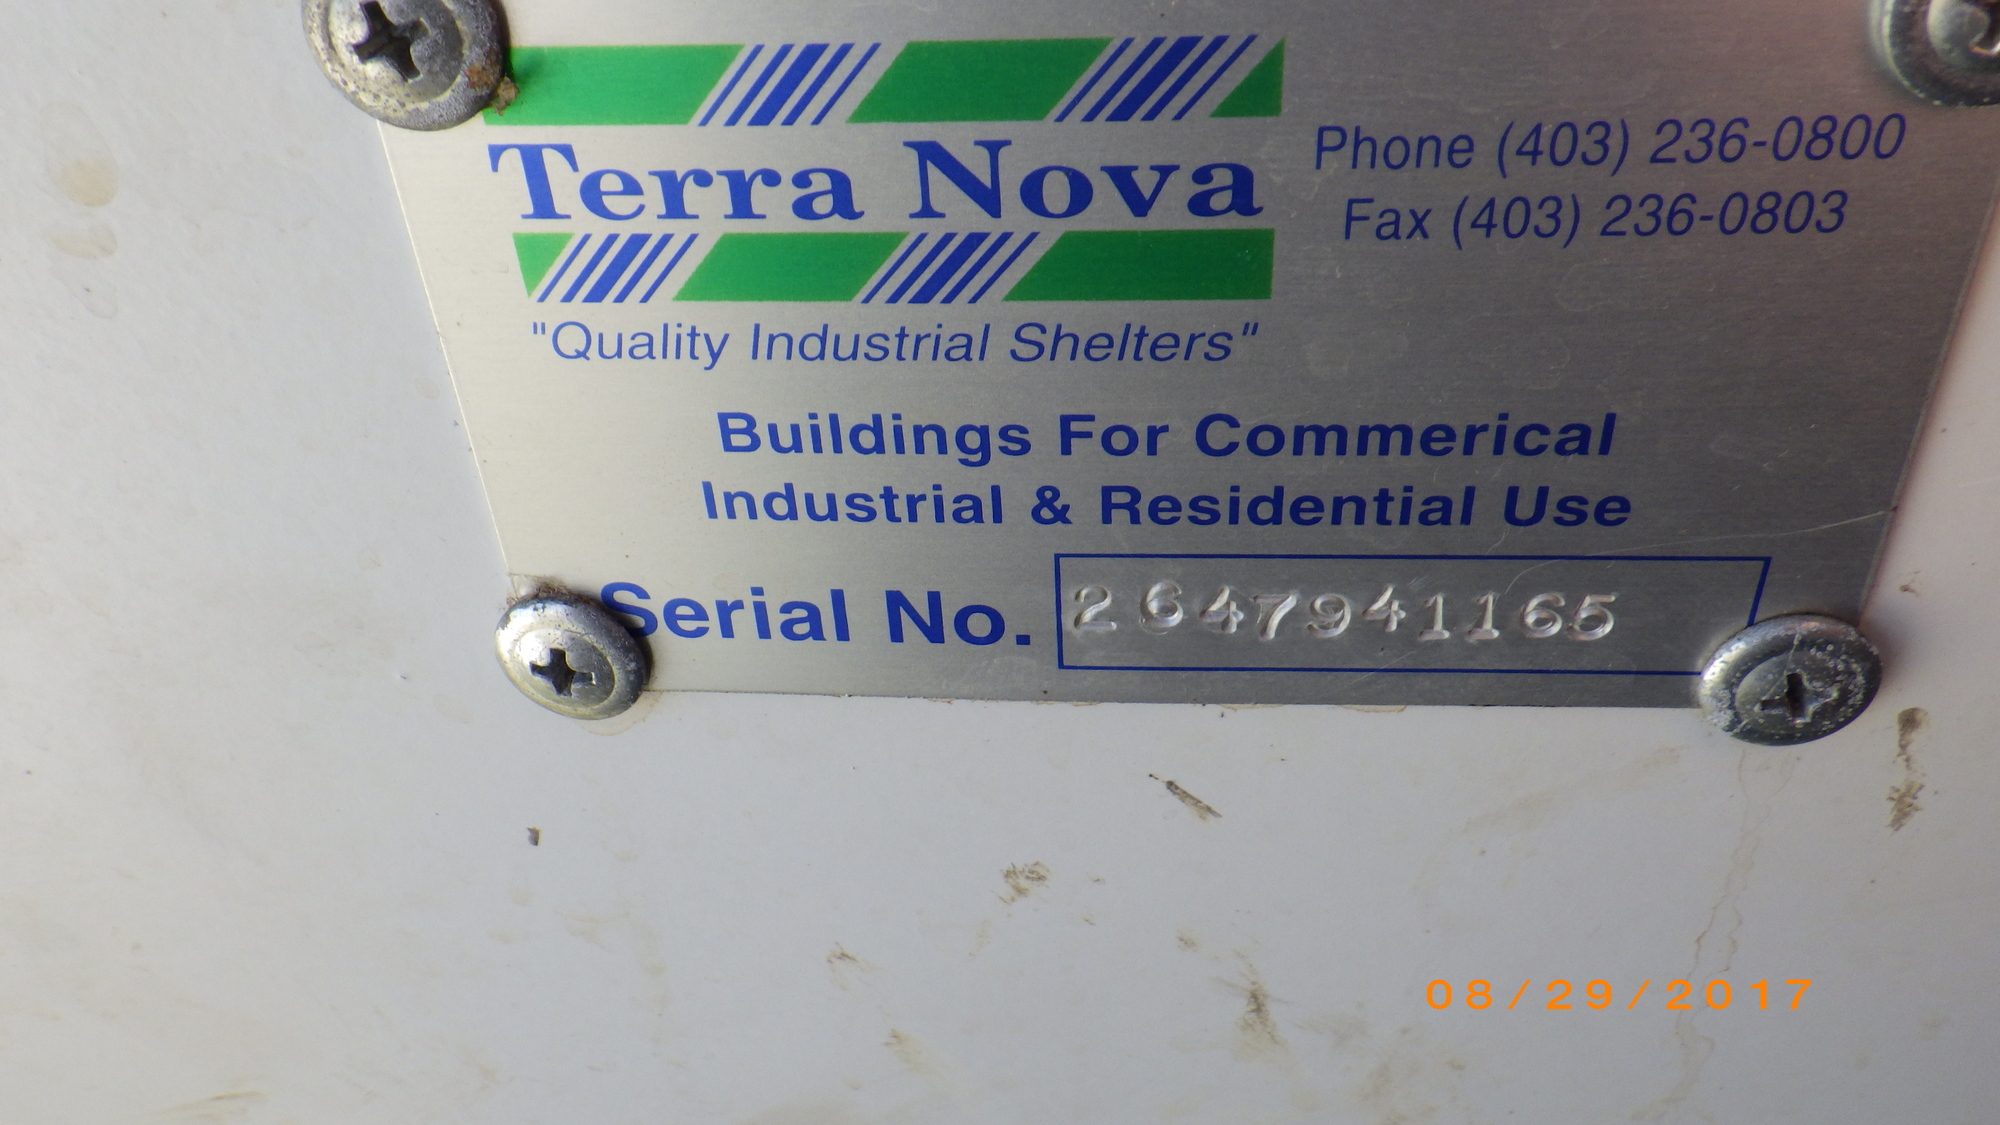 Terra Nova
Phone (403) 236-0800
Fax (403) 236-0803
"Quality Industrial Shelters"
Buildings For Commerical
Industrial & Residential Use
Serial No. 2647941165
08/29/2017